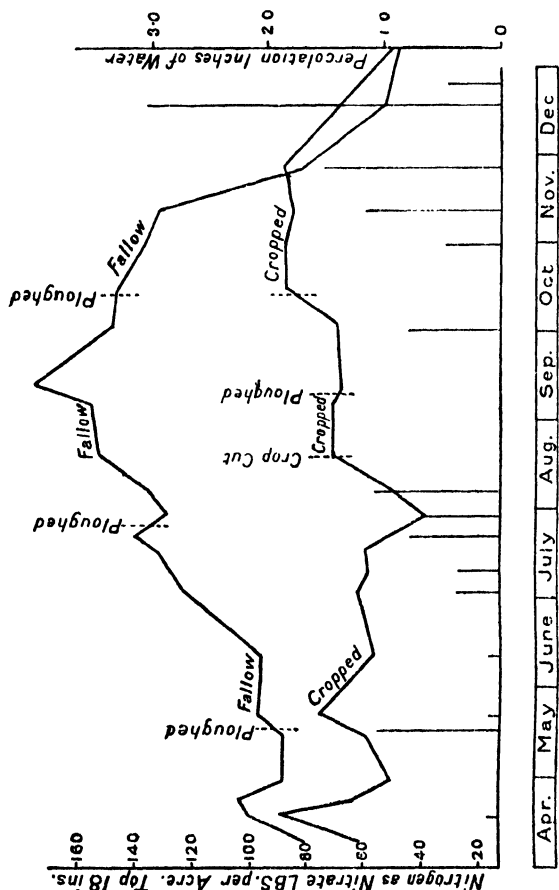 Nitrogen as Nitrate LBS. per Acre. Top 18 Ins.
-160
-140
-120
-100
-80
-60
-40
-20
Percolation Inches of Water
3·0
2·0
1·0
0
Ploughed
Fallow
Ploughed
Fallow
Ploughed
Fallow
Cropped
Crop Cut
Cropped
Ploughed
Cropped
Apr. May June July Aug. Sep. Oct Nov. Dec